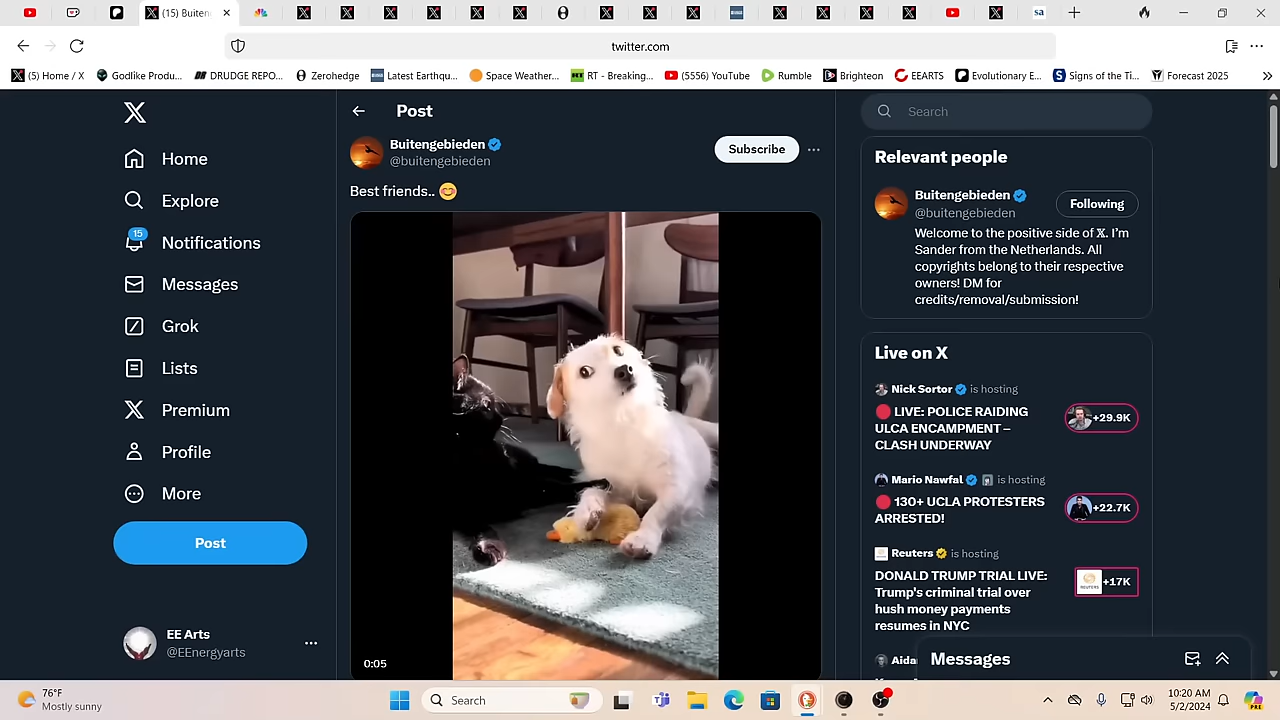 (15) Buiten
sa
twitter.com
(5) Home / X
Godlike Produ...
DRUDGE REPO...
Zerohedge
Latest Earthqu...
Space Weather...
RT - Breaking...
(5556) YouTube
Rumble
Brighteon
EEARTS
Evolutionary E...
Signs of the Ti...
Forecast 2025
Home
Explore
15
Notifications
Messages
Grok
Lists
Premium
Profile
More
Post
EE Arts
@EEnergyarts
Post
Buitengebieden
@buitengebieden
Subscribe
Best friends.. 😊
0:05
Search
Relevant people
Buitengebieden
@buitengebieden
Following
Welcome to the positive side of 𝕏. I'm
Sander from the Netherlands. All
copyrights belong to their respective
owners! DM for
credits/removal/submission!
Live on X
Nick Sortor is hosting
🔴 LIVE: POLICE RAIDING
ULCA ENCAMPMENT –
CLASH UNDERWAY
+29.9K
Mario Nawfal is hosting
🔴 130+ UCLA PROTESTERS
ARRESTED!
+22.7K
Reuters is hosting
DONALD TRUMP TRIAL LIVE:
Trump's criminal trial over
hush money payments
resumes in NYC
REUTERS
+17K
Aida
Messages
76°F
Mostly sunny
Search
10:20 AM
5/2/2024
PRE